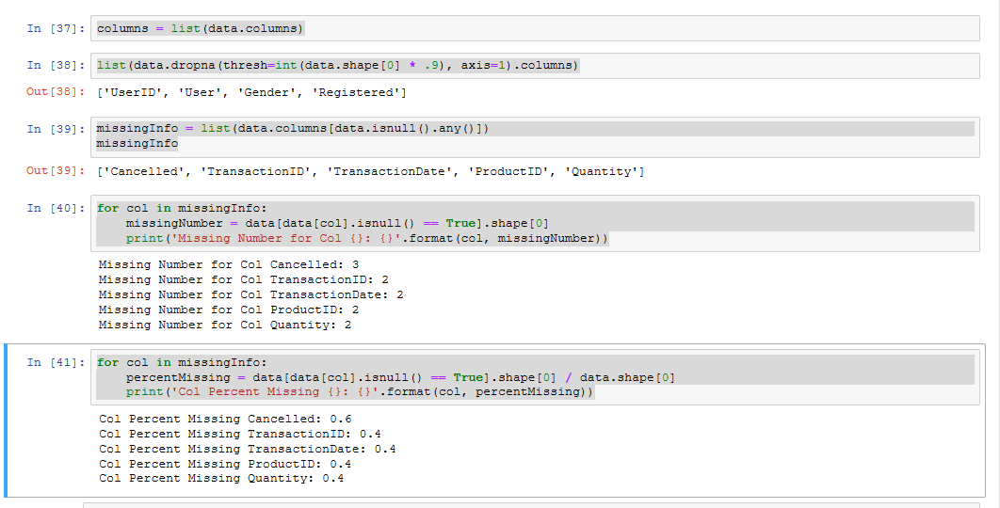 In [37]: columns = list(data.columns)
In [38]: list(data.dropna(thresh=int(data.shape[0] * .9), axis=1).columns)
Out[38]: ['UserID', 'User', 'Gender', 'Registered']
In [39]: missingInfo = list(data.columns[data.isnull().any()])
missingInfo
Out[39]: ['Cancelled', 'TransactionID', 'TransactionDate', 'ProductID', 'Quantity']
In [40]: for col in missingInfo:
    missingNumber = data[data[col].isnull() == True].shape[0]
    print('Missing Number for Col {}: {}'.format(col, missingNumber))
Missing Number for Col Cancelled: 3
Missing Number for Col TransactionID: 2
Missing Number for Col TransactionDate: 2
Missing Number for Col ProductID: 2
Missing Number for Col Quantity: 2
In [41]: for col in missingInfo:
    percentMissing = data[data[col].isnull() == True].shape[0] / data.shape[0]
    print('Col Percent Missing {}: {}'.format(col, percentMissing))
Col Percent Missing Cancelled: 0.6
Col Percent Missing TransactionID: 0.4
Col Percent Missing TransactionDate: 0.4
Col Percent Missing ProductID: 0.4
Col Percent Missing Quantity: 0.4